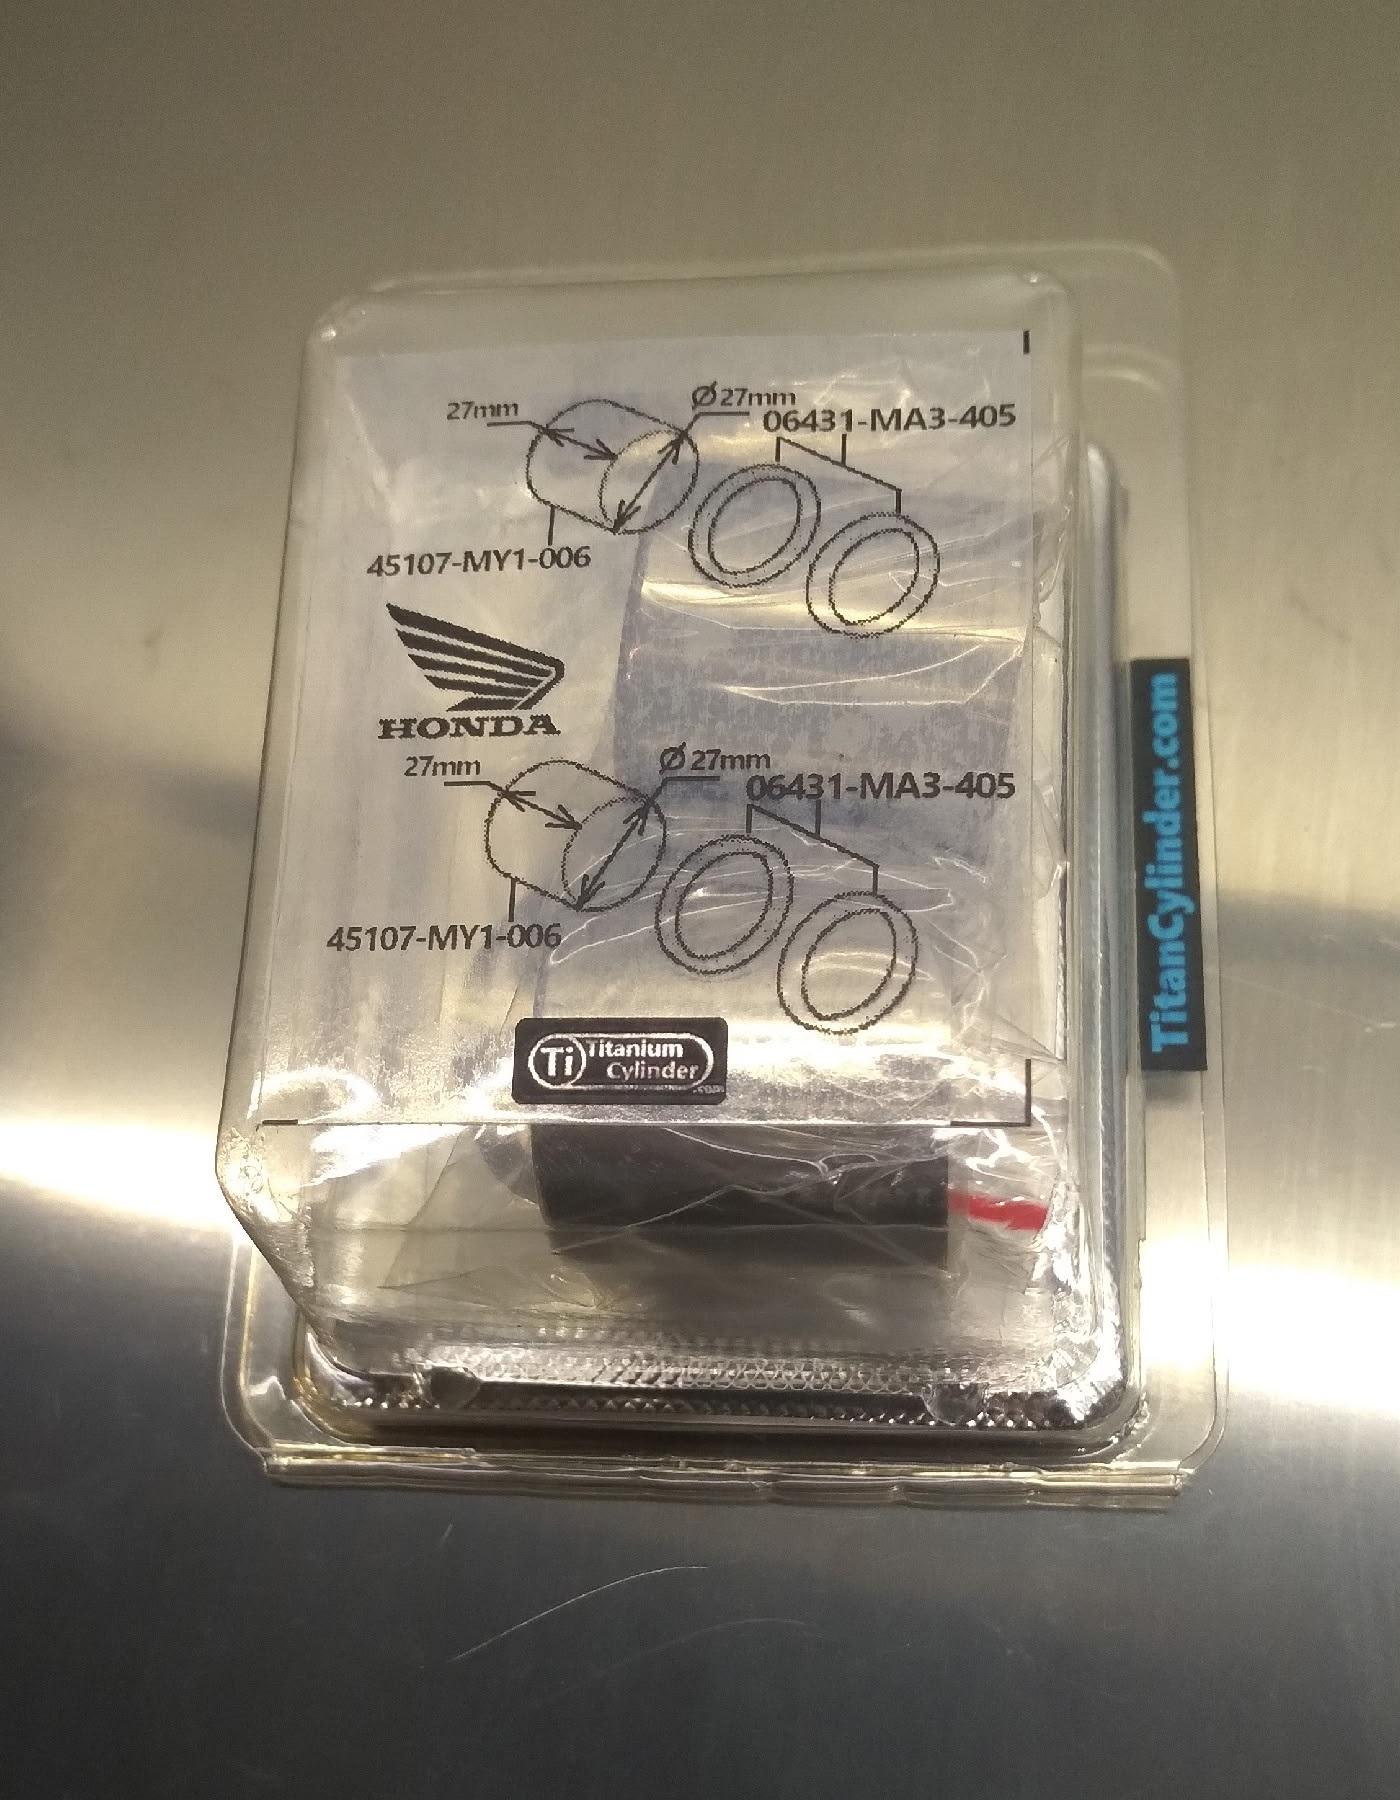 27mm
Ø27mm
06431-MA3-405
45107-MY1-006
HONDA
27mm
Ø27mm
06431-MA3-405
45107-MY1-006
Ti Titanium
Cylinder
.com
TitanCylinder.com